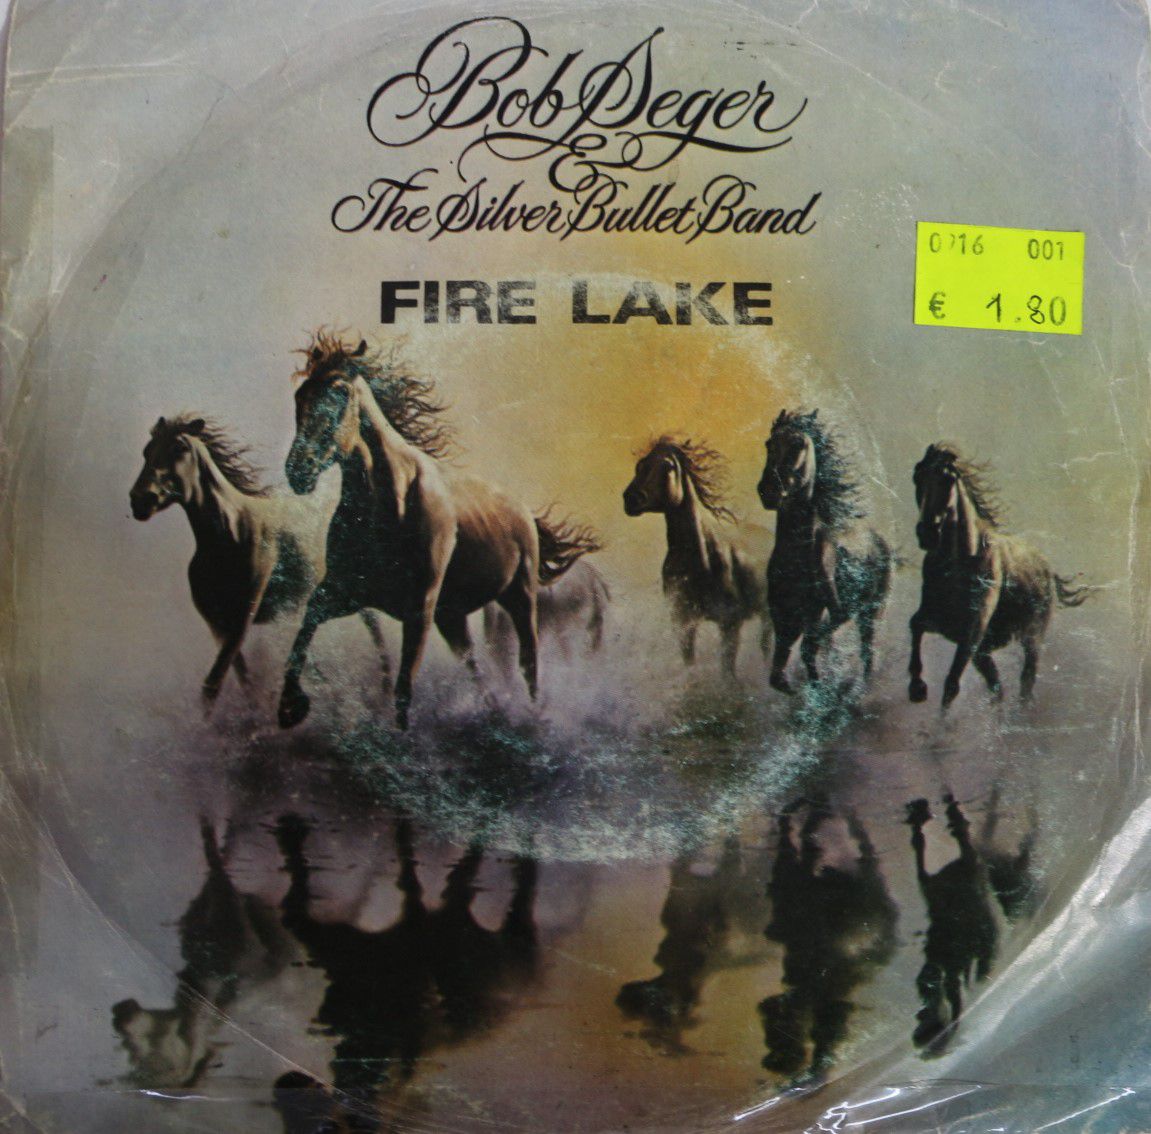 Bob Seger
&
The Silver Bullet Band
FIRE LAKE
0716 001
€ 1.80